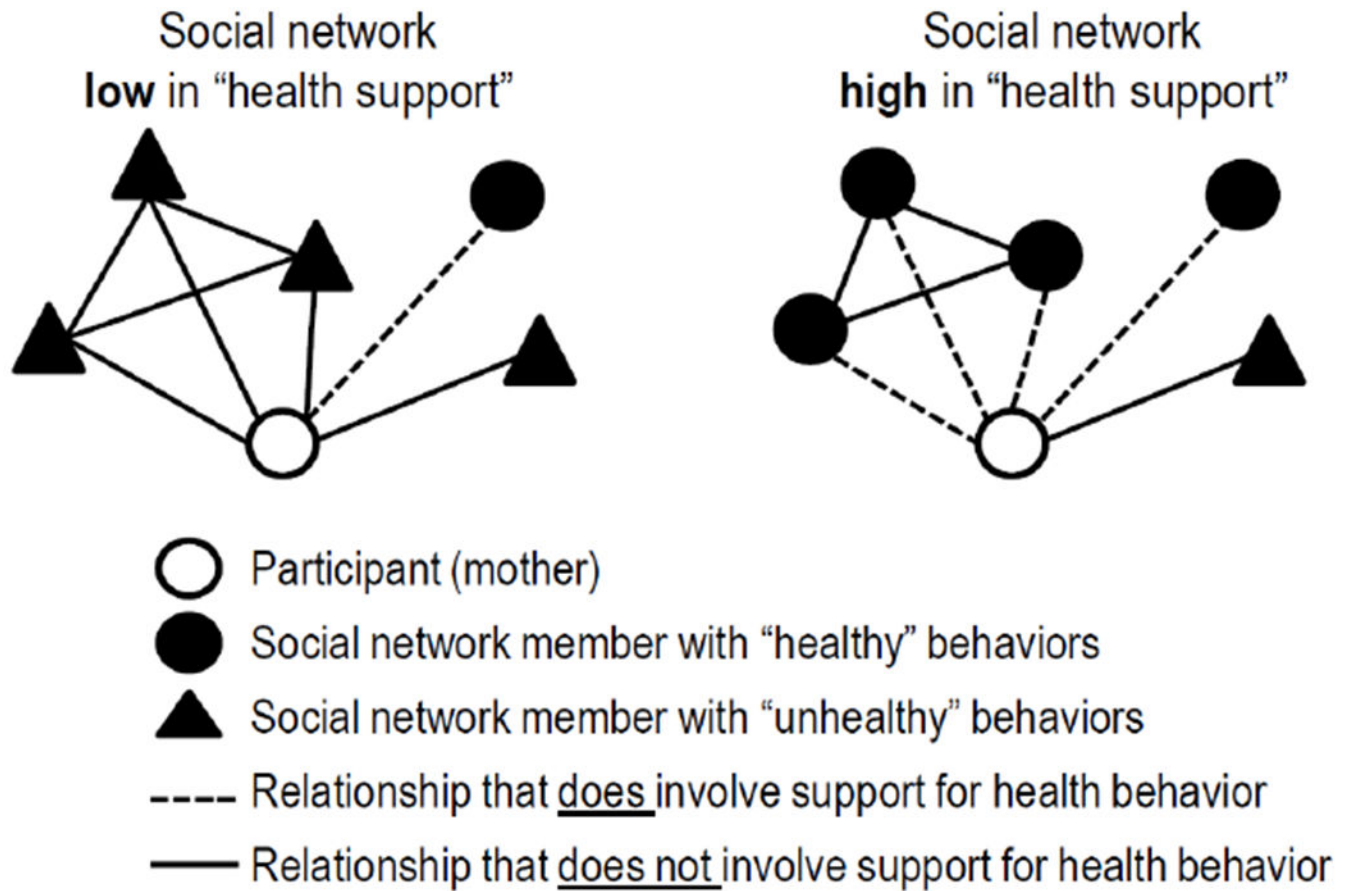 Social network
low in “health support”
Social network
high in “health support”
Participant (mother)
Social network member with “healthy” behaviors
Social network member with “unhealthy” behaviors
Relationship that does involve support for health behavior
Relationship that does not involve support for health behavior